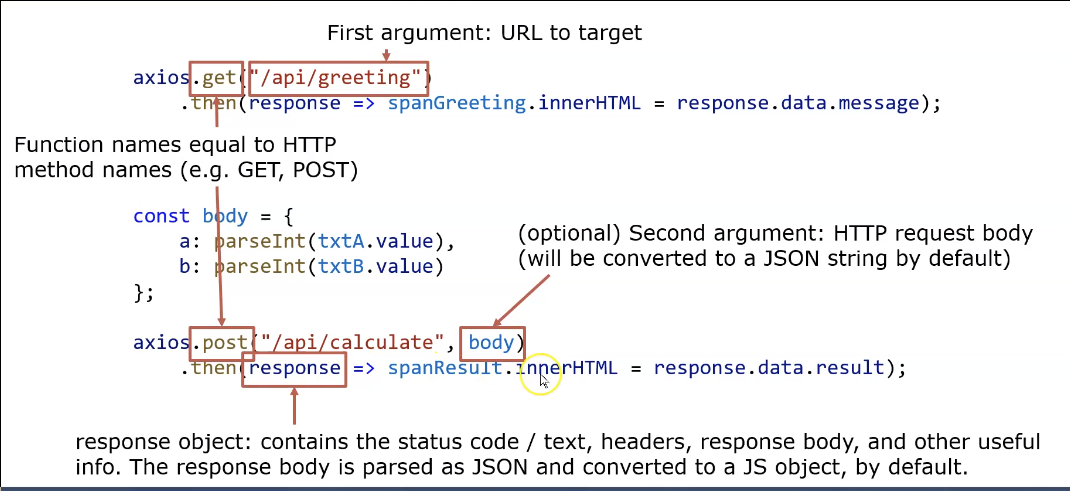 First argument: URL to target
axios.get("/api/greeting")
.then(response => spanGreeting.innerHTML = response.data.message);
Function names equal to HTTP
method names (e.g. GET, POST)
const body = {
a: parseInt(txtA.value),
b: parseInt(txtB.value)
};
(optional) Second argument: HTTP request body
(will be converted to a JSON string by default)
axios.post("/api/calculate", body)
.then(response => spanResult.innerHTML = response.data.result);
response object: contains the status code / text, headers, response body, and other useful
info. The response body is parsed as JSON and converted to a JS object, by default.